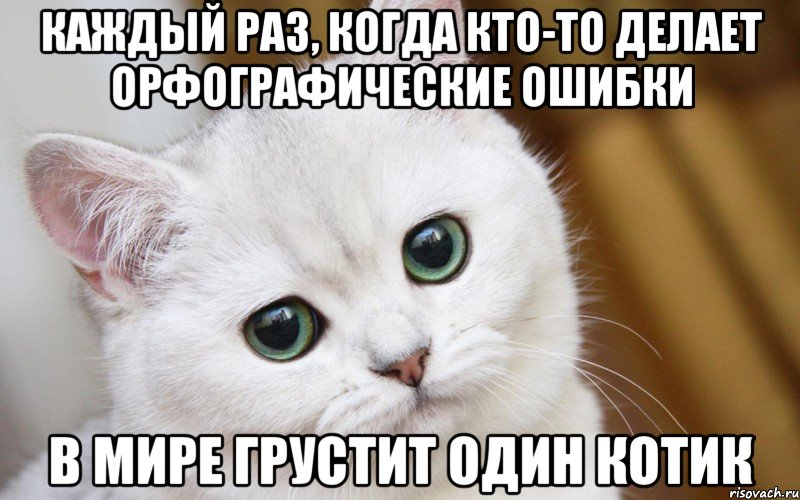 КАЖДЫЙ РАЗ, КОГДА КТО-ТО ДЕЛАЕТ
ОРФОГРАФИЧЕСКИЕ ОШИБКИ
В МИРЕ ГРУСТИТ ОДИН КОТИК
risovach.ru